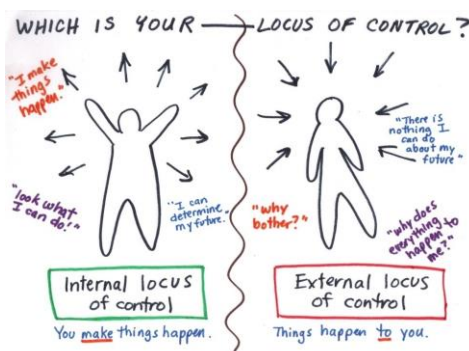 WHICH IS YOUR — LOCUS OF CONTROL?
"I make
things
happen."
"look what
I can do!"
"I can
determine
my future."
Internal locus
of control
You make things happen.
"There is
nothing I
can do
about my
future"
"why
bother?"
"why does
everything to
happen to
me?"
External locus
of control
Things happen to you.